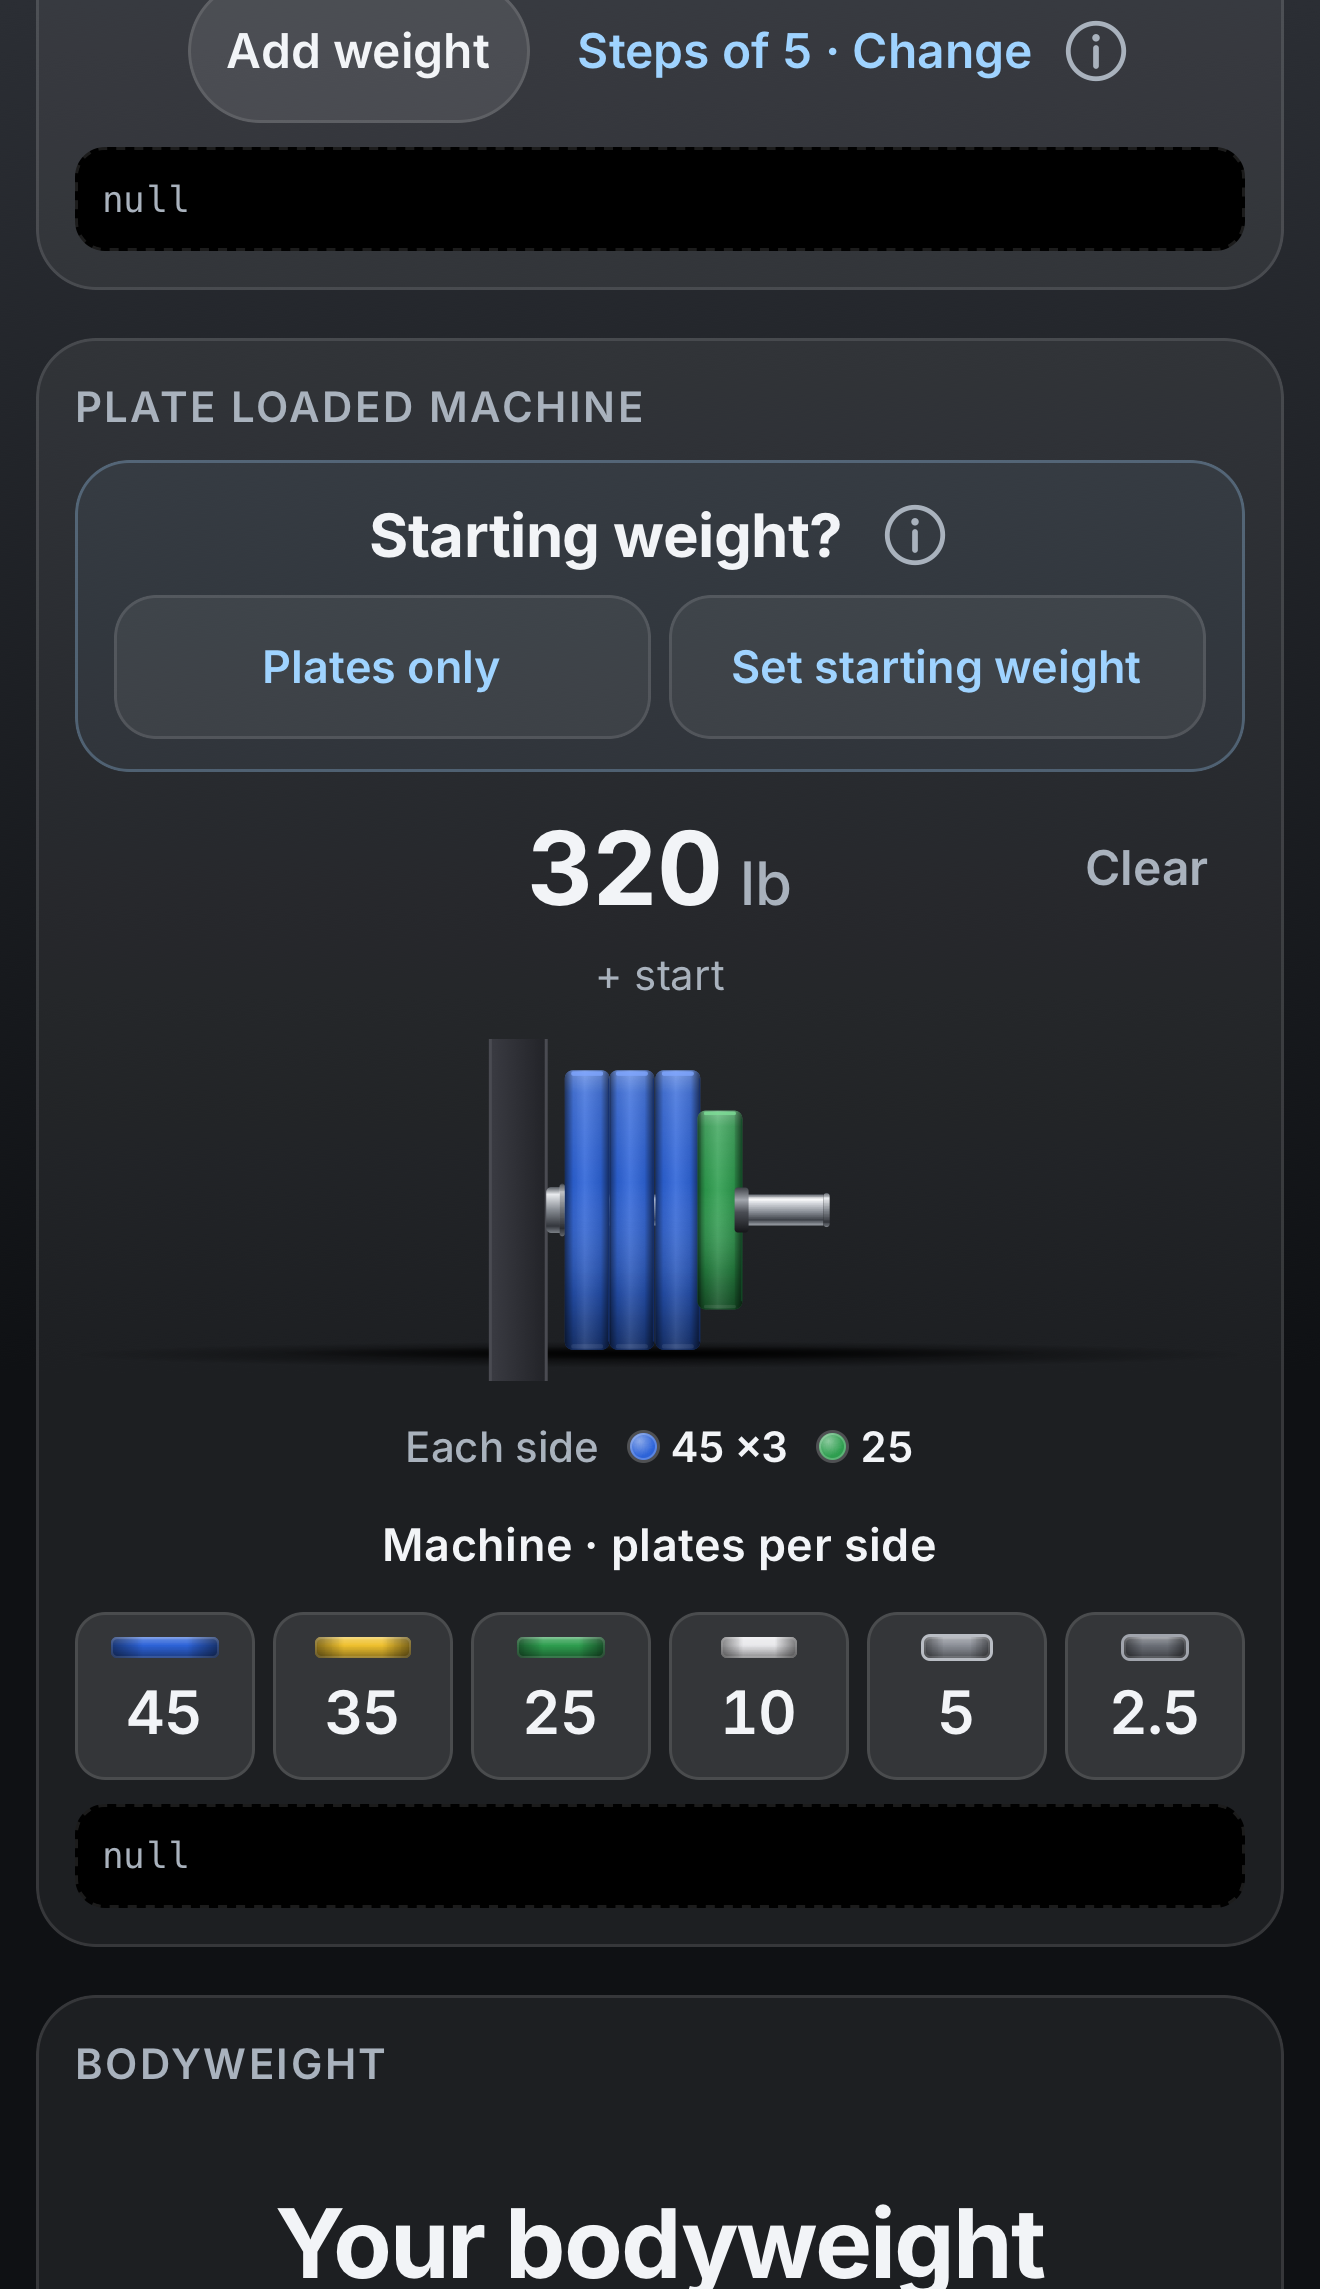 Add weight Steps of 5 · Change
null
PLATE LOADED MACHINE
Starting weight?
Plates only Set starting weight
320 lb Clear
+ start
Each side 45 ×3 25
Machine · plates per side
45 35 25 10 5 2.5
null
BODYWEIGHT
Your bodyweight